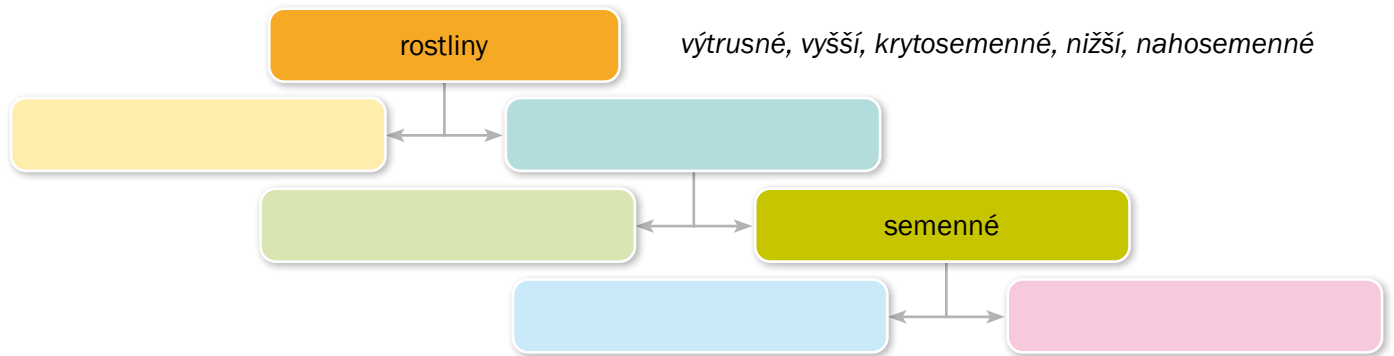 rostliny
výtrusné, vyšší, krytosemenné, nižší, nahosemenné
semenné